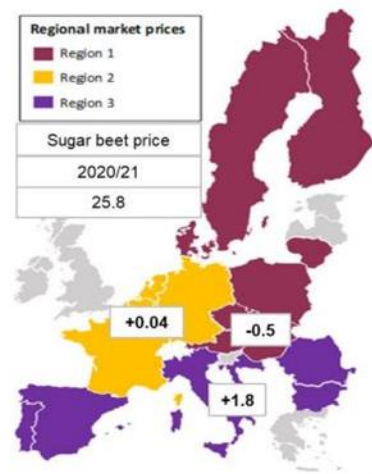 Regional market prices
Region 1
Region 2
Region 3
Sugar beet price
2020/21
25.8
+0.04
-0.5
+1.8